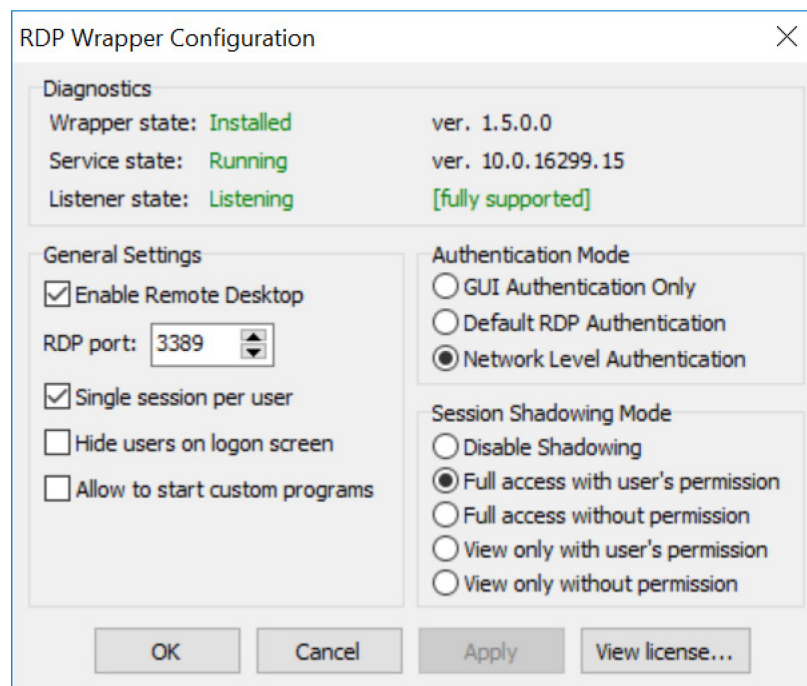 RDP Wrapper Configuration
Diagnostics
Wrapper state: Installed ver. 1.5.0.0
Service state: Running ver. 10.0.16299.15
Listener state: Listening [fully supported]
General Settings
Enable Remote Desktop
RDP port: 3389
Single session per user
Hide users on logon screen
Allow to start custom programs
Authentication Mode
GUI Authentication Only
Default RDP Authentication
Network Level Authentication
Session Shadowing Mode
Disable Shadowing
Full access with user's permission
Full access without permission
View only with user's permission
View only without permission
OK Cancel Apply View license...